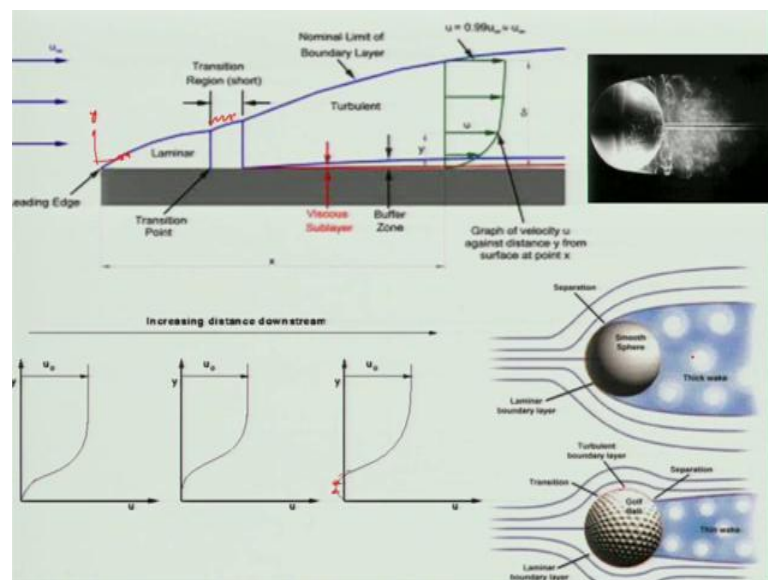 u∞
Nominal Limit of
Boundary Layer
u = 0.99u∞ ≈ u∞
Transition
Region (short)
Turbulent
y
Laminar
u
y
δ
Leading Edge
Transition
Point
Viscous
Sublayer
Buffer
Zone
Graph of velocity u
against distance y from
surface at point x
x
Increasing distance downstream
y
u₀
u
y
u₀
u
y
u₀
u
Separation
Smooth
Sphere
Thick wake
Laminar
boundary layer
Turbulent
boundary layer
Transition
Separation
Golf
Ball
Thin wake
Laminar
boundary layer